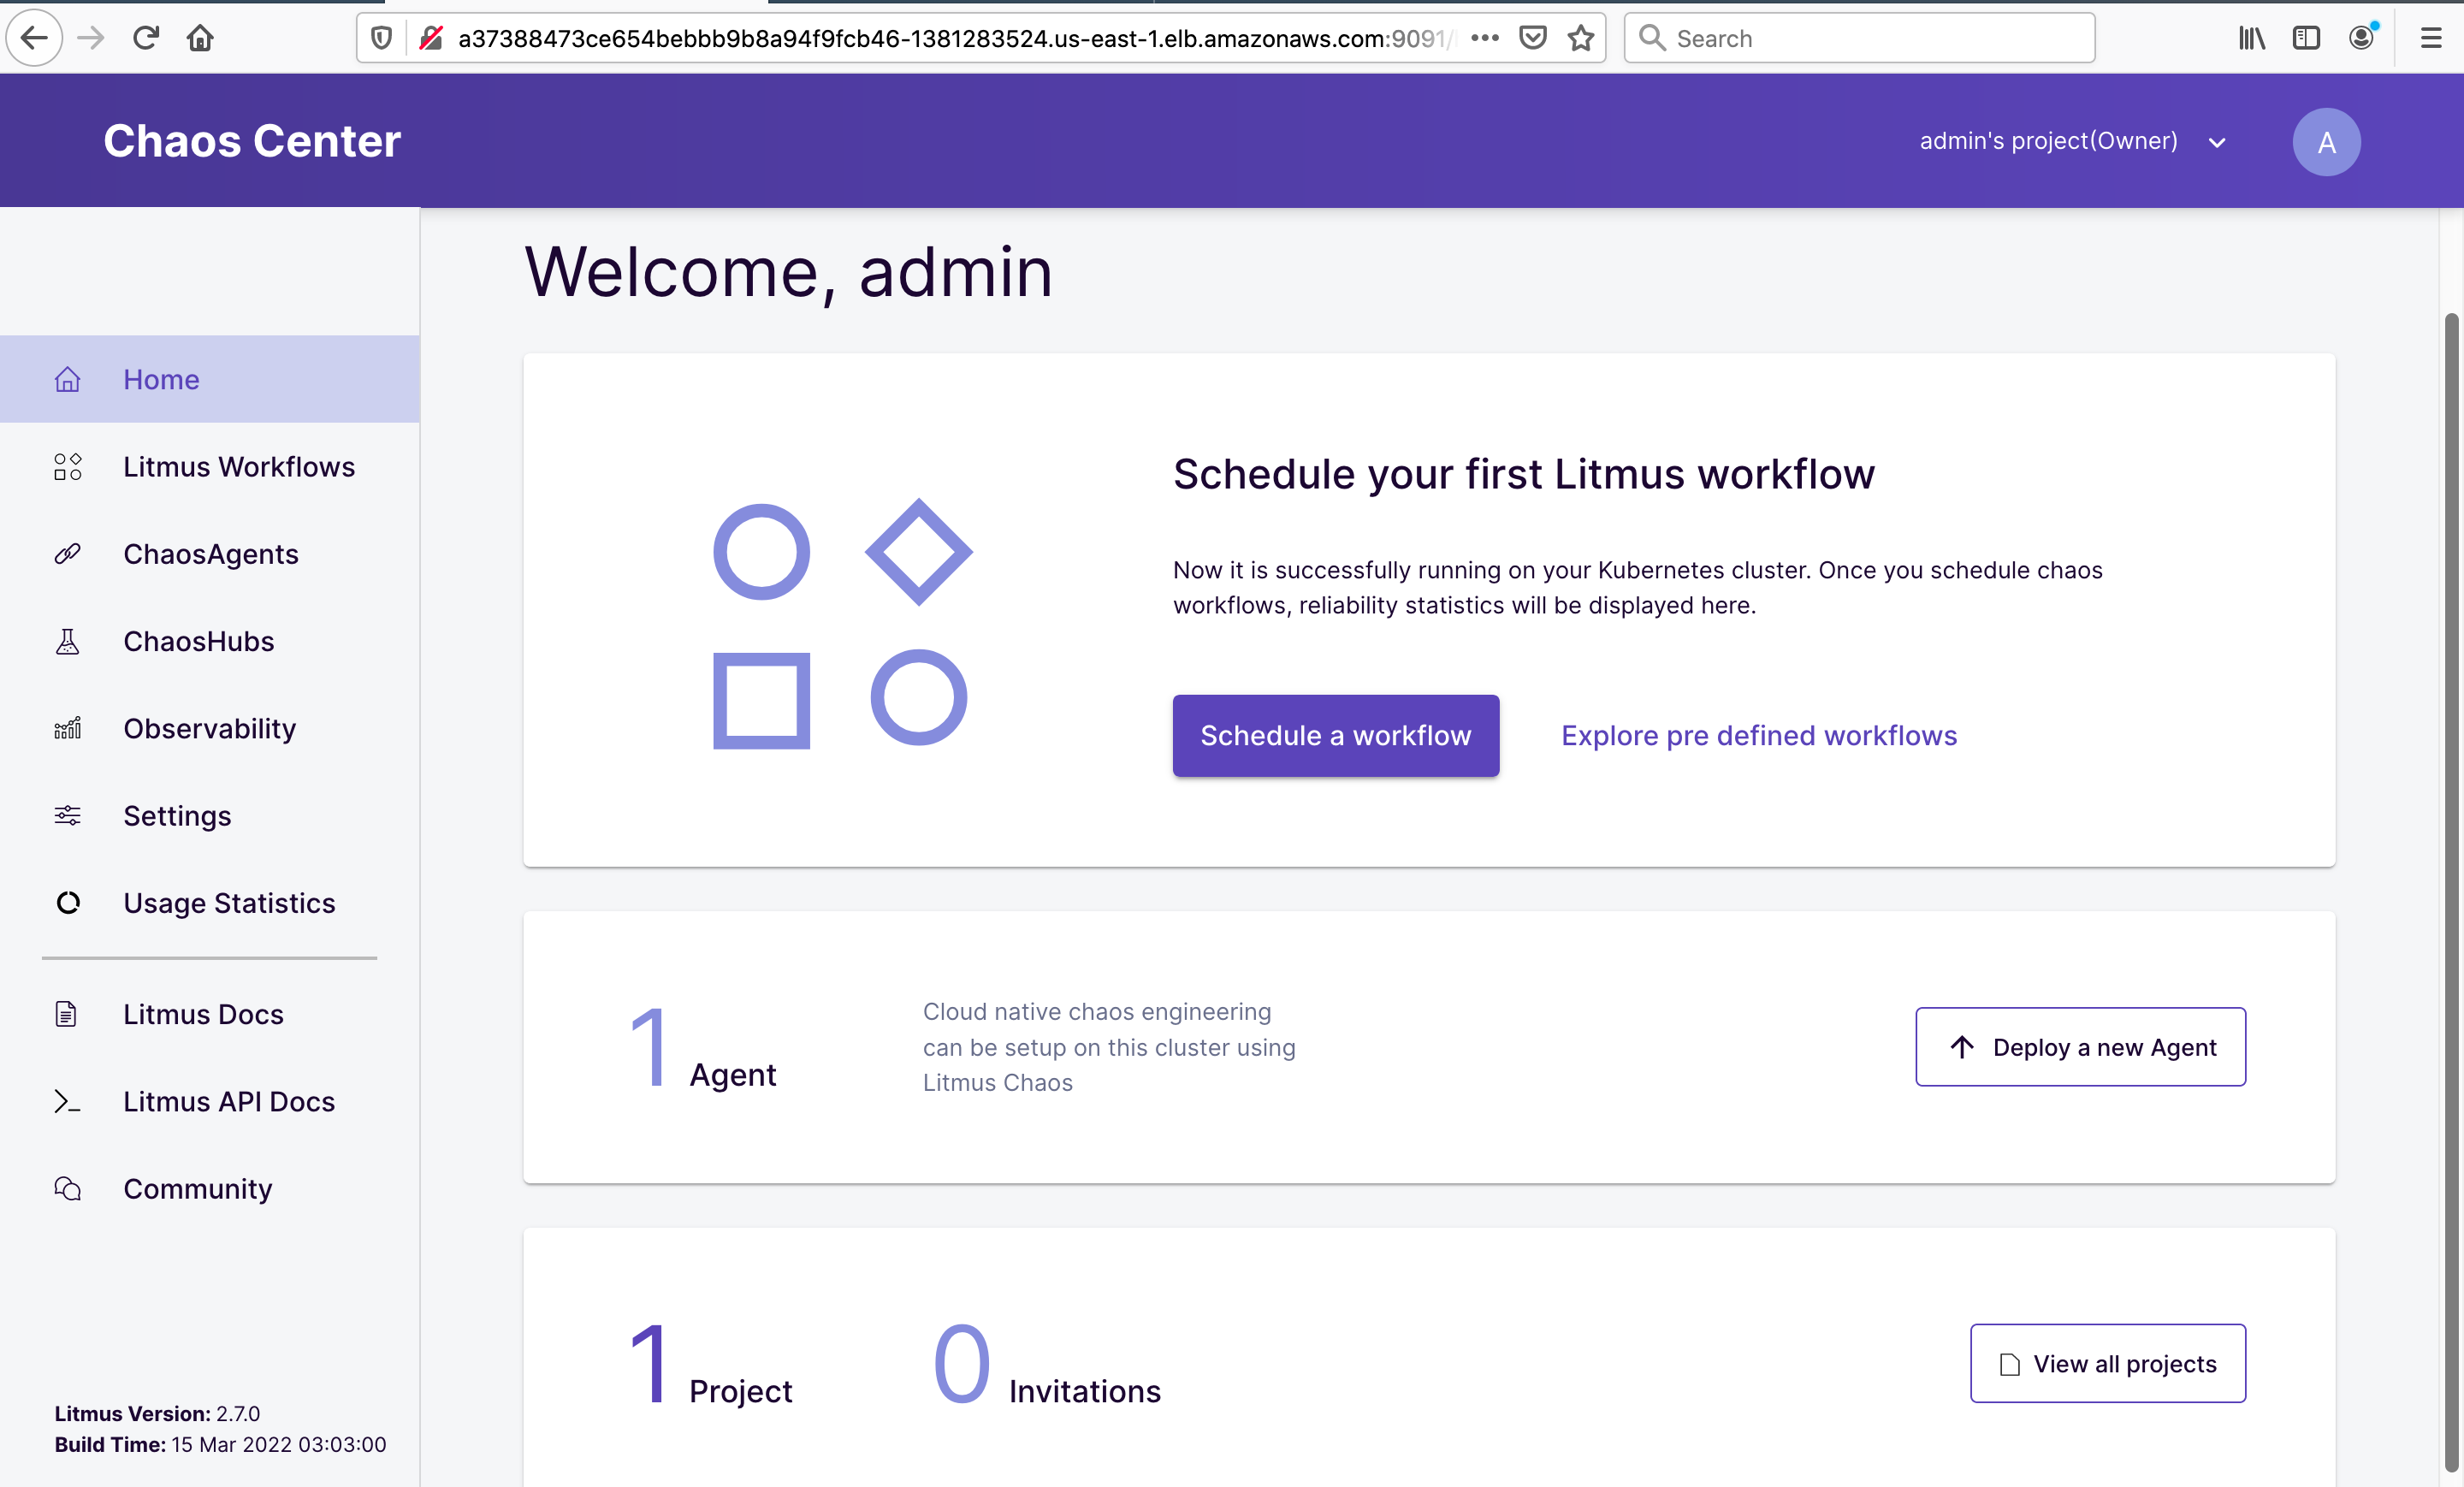 a37388473ce654bebbb9b8a94f9fcb46-1381283524.us-east-1.elb.amazonaws.com:9091/
Search
Chaos Center
admin's project(Owner)
A
Welcome, admin
Home
Litmus Workflows
ChaosAgents
ChaosHubs
Observability
Settings
Usage Statistics
Litmus Docs
Litmus API Docs
Community
Litmus Version: 2.7.0
Build Time: 15 Mar 2022 03:03:00
Schedule your first Litmus workflow
Now it is successfully running on your Kubernetes cluster. Once you schedule chaos
workflows, reliability statistics will be displayed here.
Schedule a workflow
Explore pre defined workflows
1 Agent
Cloud native chaos engineering
can be setup on this cluster using
Litmus Chaos
Deploy a new Agent
1 Project
0 Invitations
View all projects